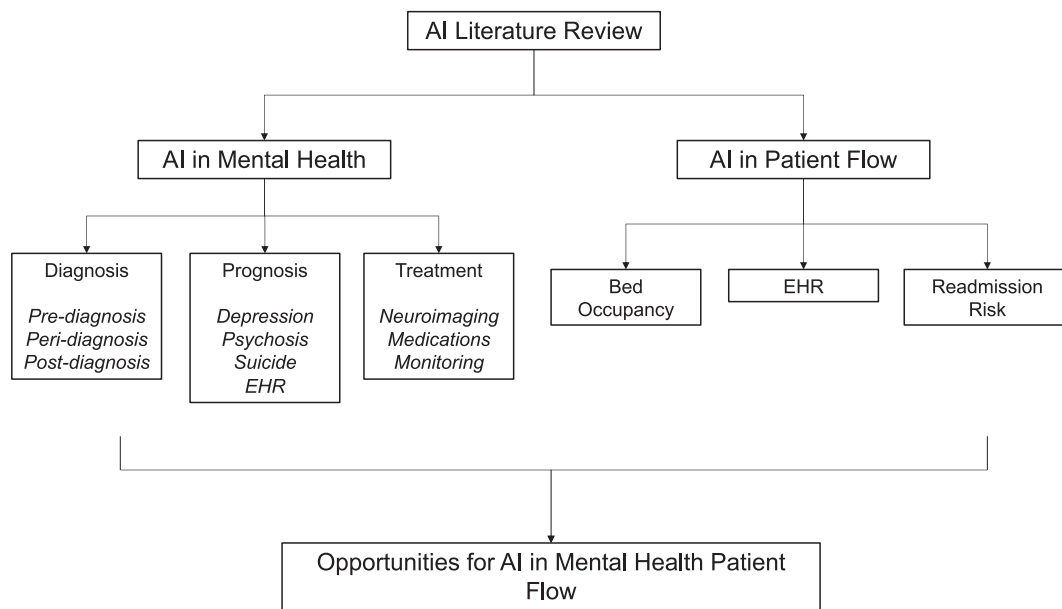 AI Literature Review
AI in Mental Health
AI in Patient Flow
Diagnosis
Pre-diagnosis
Peri-diagnosis
Post-diagnosis
Prognosis
Depression
Psychosis
Suicide
EHR
Treatment
Neuroimaging
Medications
Monitoring
Bed
Occupancy
EHR
Readmission
Risk
Opportunities for AI in Mental Health Patient
Flow